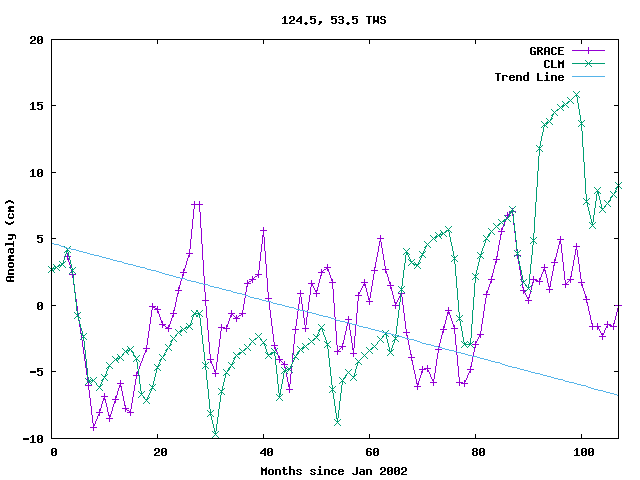 124.5, 53.5 TWS
GRACE
CLM
Trend Line
20
15
10
5
0
-5
-10
Anomaly (cm)
0 20 40 60 80 100
Months since Jan 2002